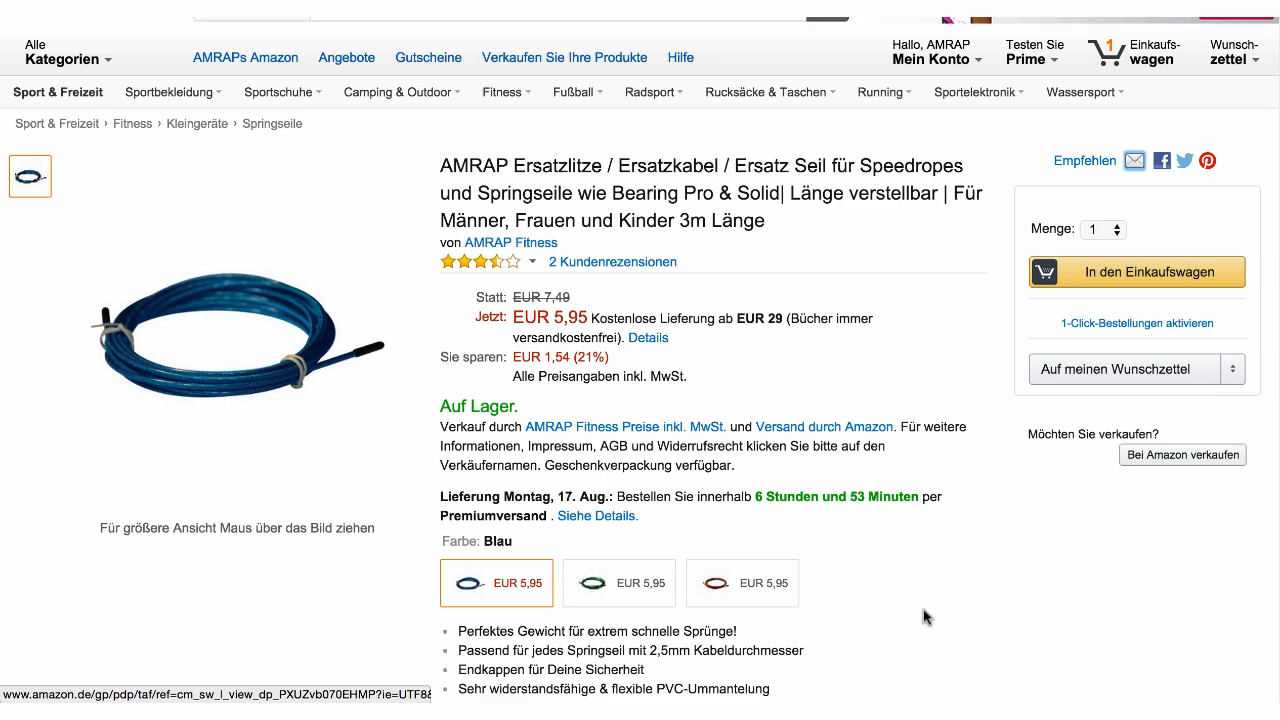 Alle
Kategorien
AMRAPs Amazon Angebote Gutscheine Verkaufen Sie Ihre Produkte Hilfe
Hallo, AMRAP
Mein Konto
Testen Sie
Prime
1
Einkaufs-
wagen
Wunsch-
zettel
Sport & Freizeit Sportbekleidung Sportschuhe Camping & Outdoor Fitness Fußball Radsport Rucksäcke & Taschen Running Sportelektronik Wassersport
Sport & Freizeit › Fitness › Kleingeräte › Springseile
AMRAP Ersatzlitze / Ersatzkabel / Ersatz Seil für Speedropes
und Springseile wie Bearing Pro & Solid| Länge verstellbar | Für
Männer, Frauen und Kinder 3m Länge
von AMRAP Fitness
2 Kundenrezensionen
Statt: EUR 7,49
Jetzt: EUR 5,95 Kostenlose Lieferung ab EUR 29 (Bücher immer
versandkostenfrei). Details
Sie sparen: EUR 1,54 (21%)
Alle Preisangaben inkl. MwSt.
Auf Lager.
Verkauf durch AMRAP Fitness Preise inkl. MwSt. und Versand durch Amazon. Für weitere
Informationen, Impressum, AGB und Widerrufsrecht klicken Sie bitte auf den
Verkäufernamen. Geschenkverpackung verfügbar.
Lieferung Montag, 17. Aug.: Bestellen Sie innerhalb 6 Stunden und 53 Minuten per
Premiumversand . Siehe Details.
Farbe: Blau
EUR 5,95 EUR 5,95 EUR 5,95
Perfektes Gewicht für extrem schnelle Sprünge!
Passend für jedes Springseil mit 2,5mm Kabeldurchmesser
Endkappen für Deine Sicherheit
Sehr widerstandsfähige & flexible PVC-Ummantelung
Für größere Ansicht Maus über das Bild ziehen
Empfehlen
Menge: 1
In den Einkaufswagen
1-Click-Bestellungen aktivieren
Auf meinen Wunschzettel
Möchten Sie verkaufen?
Bei Amazon verkaufen
www.amazon.de/gp/pdp/taf/ref=cm_sw_l_view_dp_PXUZvb070EHMP?ie=UTF8&